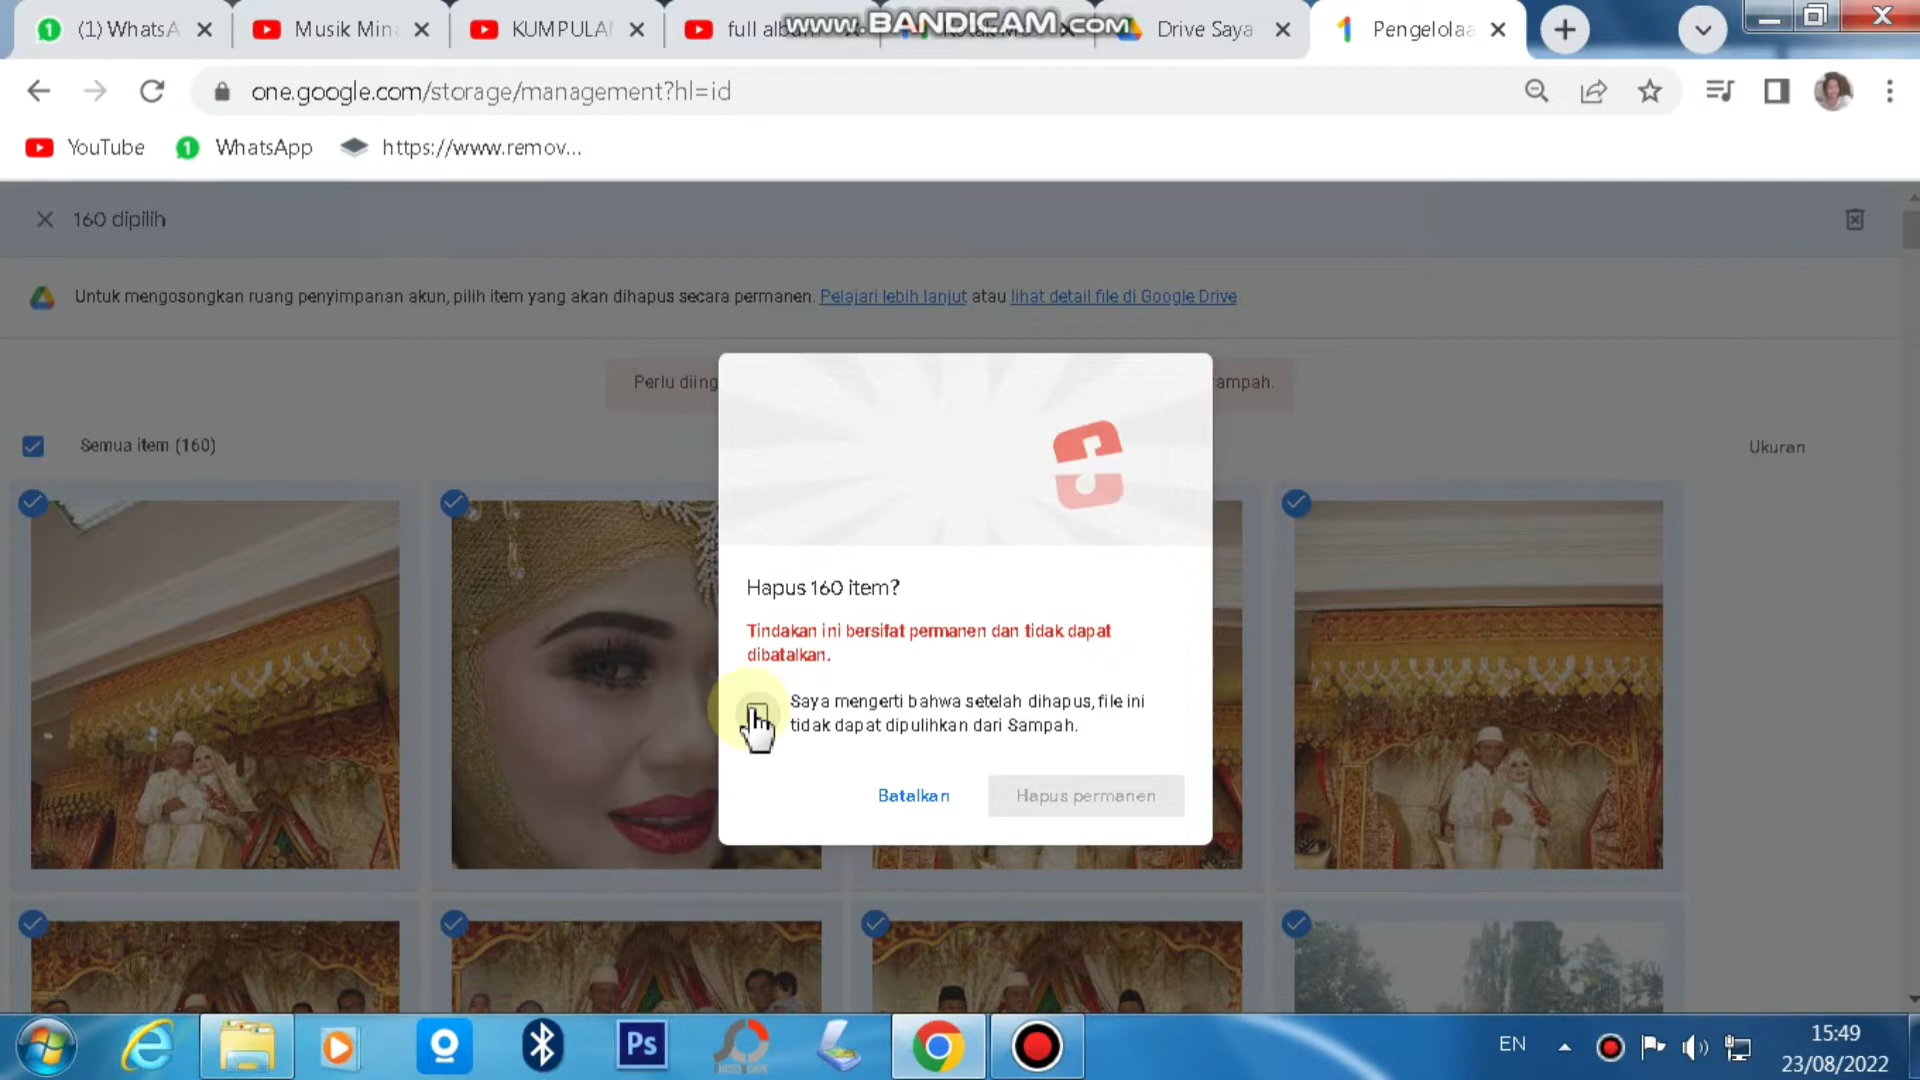 (1) WhatsA
Musik Min
KUMPULA
full alb
www.BANDICAM.com
Drive Saya
Pengelolaa
one.google.com/storage/management?hl=id
YouTube
WhatsApp
https://www.remov...
160 dipilih
Untuk mengosongkan ruang penyimpanan akun, pilih item yang akan dihapus secara permanen. Pelajari lebih lanjut atau lihat detail file di Google Drive
Perlu diing
ampah.
Semua item (160)
Ukuran
Hapus 160 item?
Tindakan ini bersifat permanen dan tidak dapat
dibatalkan.
Saya mengerti bahwa setelah dihapus, file ini
tidak dapat dipulihkan dari Sampah.
Batalkan
Hapus permanen
Ps
EN
15:49
23/08/2022